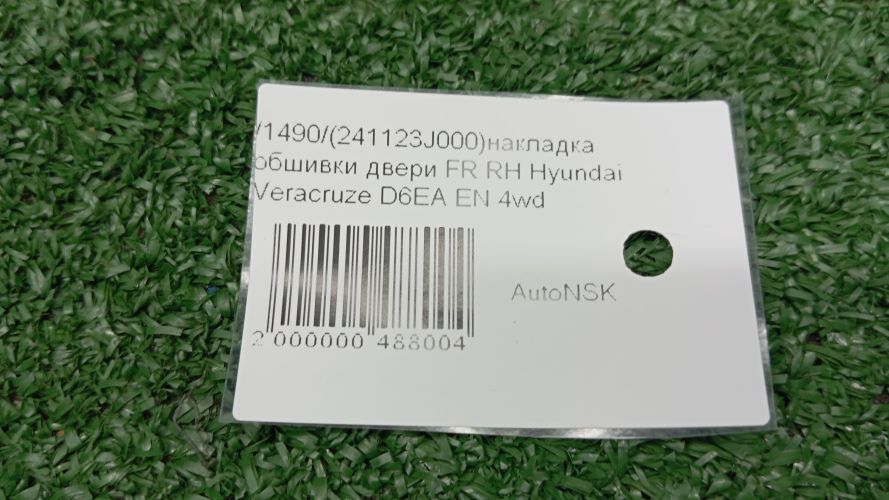 /1490/(241123J000)накладка
обшивки двери FR RH Hyundai
Veracruze D6EA EN 4wd
AutoNSK
2 000000 488004